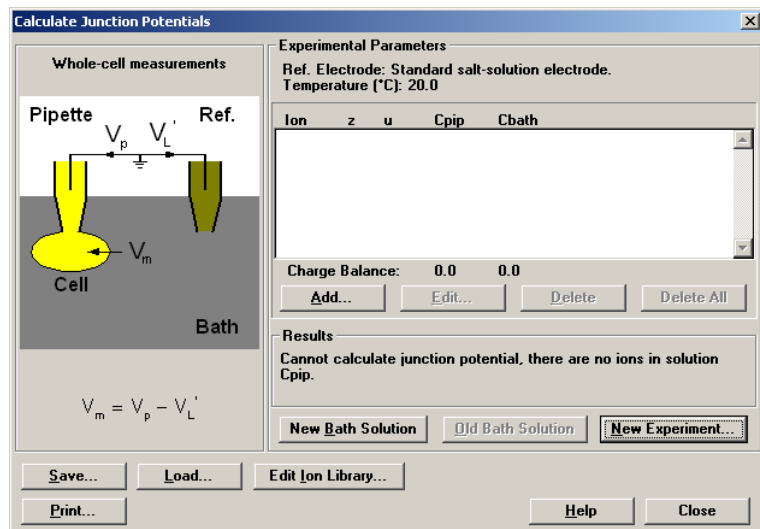 Calculate Junction Potentials
Whole-cell measurements
Pipette
Ref.
Vp
VL'
Vm
Cell
Bath
Vm = Vp − VL'
Experimental Parameters
Ref. Electrode: Standard salt-solution electrode.
Temperature (°C): 20.0
Ion z u Cpip Cbath
Charge Balance: 0.0 0.0
Add... Edit... Delete Delete All
Results
Cannot calculate junction potential, there are no ions in solution
Cpip.
New Bath Solution Old Bath Solution New Experiment...
Save... Load... Edit Ion Library...
Print... Help Close